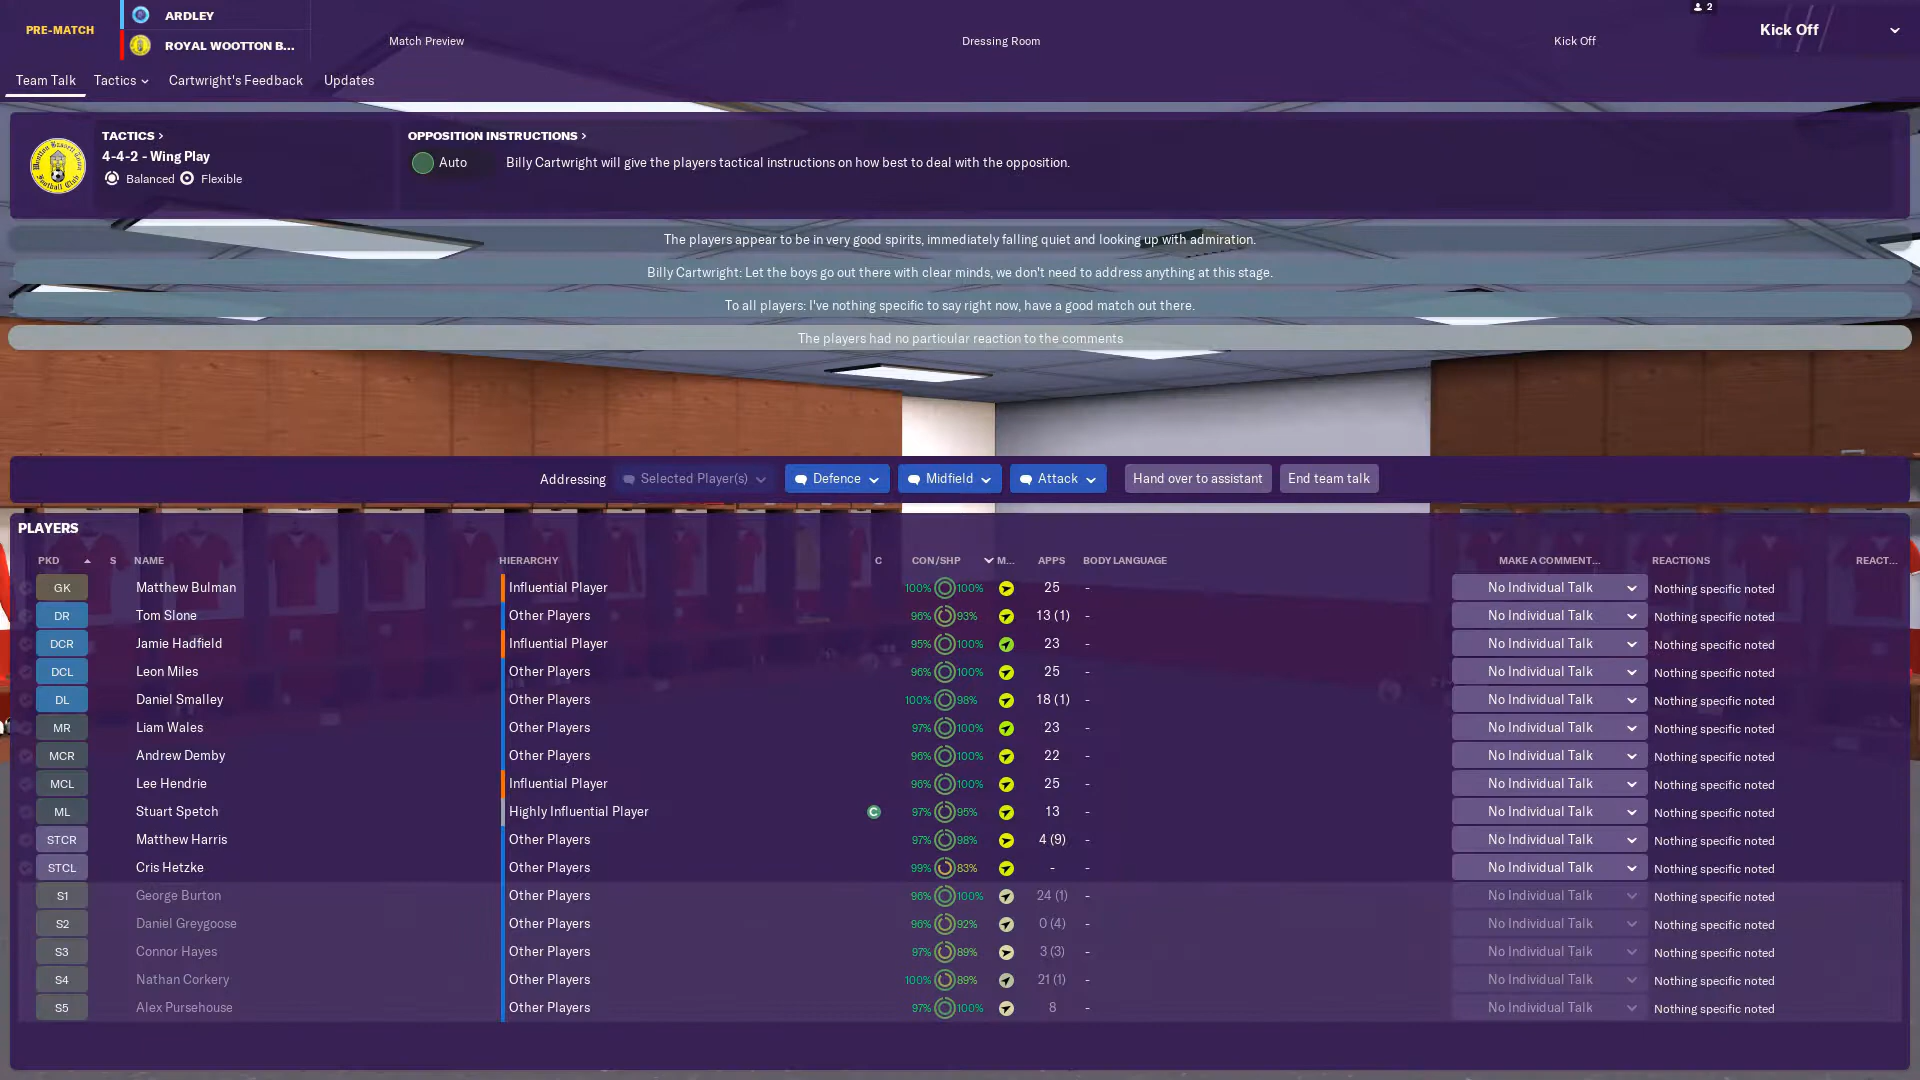 PRE-MATCH
ARDLEY
ROYAL WOOTTON B...
Match Preview
Dressing Room
Kick Off
2
Kick Off
Team Talk
Tactics
Cartwright's Feedback
Updates
TACTICS >
4-4-2 - Wing Play
Balanced
Flexible
OPPOSITION INSTRUCTIONS >
Auto
Billy Cartwright will give the players tactical instructions on how best to deal with the opposition.
The players appear to be in very good spirits, immediately falling quiet and looking up with admiration.
Billy Cartwright: Let the boys go out there with clear minds, we don't need to address anything at this stage.
To all players: I've nothing specific to say right now, have a good match out there.
The players had no particular reaction to the comments
Addressing
Selected Player(s)
Defence
Midfield
Attack
Hand over to assistant
End team talk
PLAYERS
PKD S NAME HIERARCHY C CON/SHP M... APPS BODY LANGUAGE MAKE A COMMENT... REACTIONS REACT...
GK Matthew Bulman Influential Player 100% 100% 25 - No Individual Talk Nothing specific noted
DR Tom Slone Other Players 96% 93% 13 (1) - No Individual Talk Nothing specific noted
DCR Jamie Hadfield Influential Player 95% 100% 23 - No Individual Talk Nothing specific noted
DCL Leon Miles Other Players 96% 100% 25 - No Individual Talk Nothing specific noted
DL Daniel Smalley Other Players 100% 98% 18 (1) - No Individual Talk Nothing specific noted
MR Liam Wales Other Players 97% 100% 23 - No Individual Talk Nothing specific noted
MCR Andrew Demby Other Players 96% 100% 22 - No Individual Talk Nothing specific noted
MCL Lee Hendrie Influential Player 96% 100% 25 - No Individual Talk Nothing specific noted
ML Stuart Spetch Highly Influential Player C 97% 95% 13 - No Individual Talk Nothing specific noted
STCR Matthew Harris Other Players 97% 98% 4 (9) - No Individual Talk Nothing specific noted
STCL Cris Hetzke Other Players 99% 83% - - No Individual Talk Nothing specific noted
S1 George Burton Other Players 96% 100% 24 (1) - No Individual Talk Nothing specific noted
S2 Daniel Greygoose Other Players 96% 92% 0 (4) - No Individual Talk Nothing specific noted
S3 Connor Hayes Other Players 97% 89% 3 (3) - No Individual Talk Nothing specific noted
S4 Nathan Corkery Other Players 100% 89% 21 (1) - No Individual Talk Nothing specific noted
S5 Alex Pursehouse Other Players 97% 100% 8 - No Individual Talk Nothing specific noted